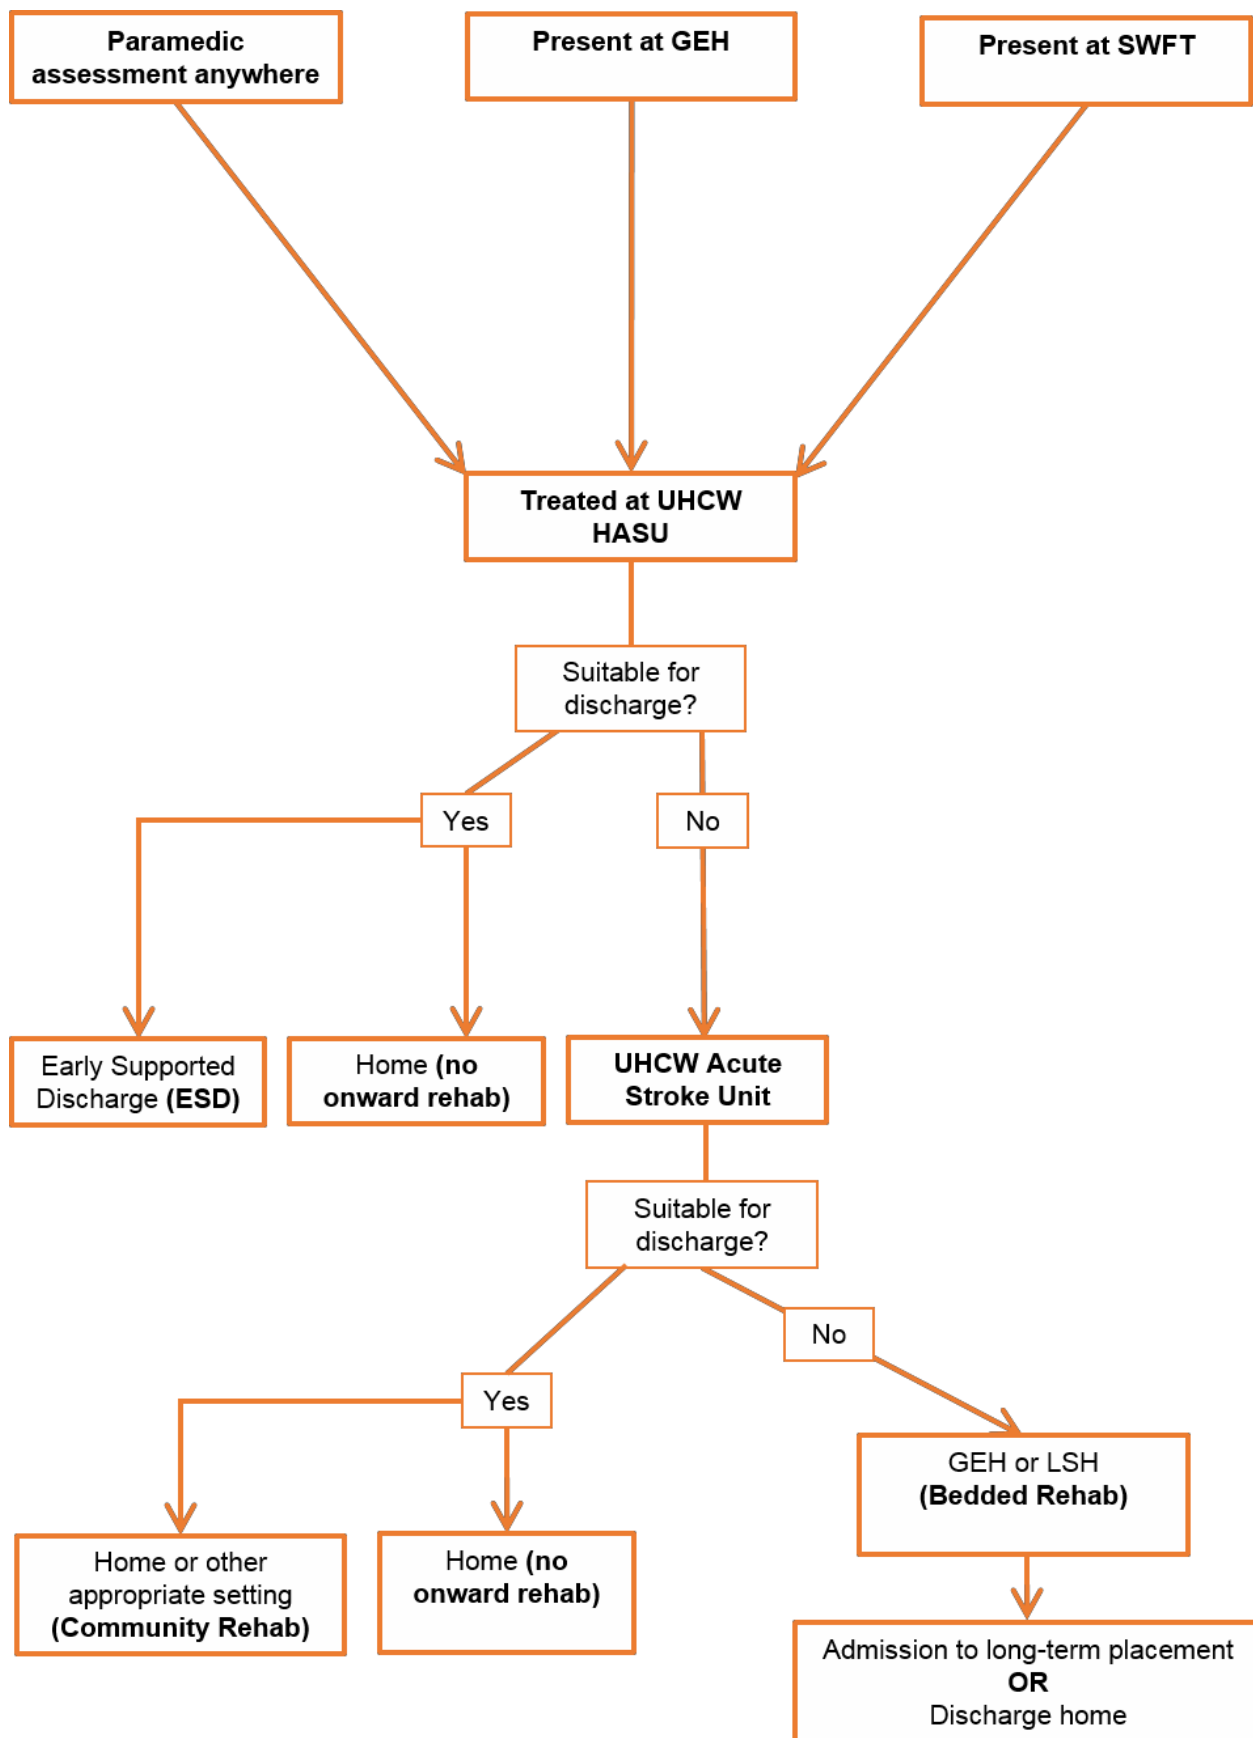 Paramedic
assessment anywhere
Present at GEH
Present at SWFT
Treated at UHCW
HASU
Suitable for
discharge?
Yes
No
Early Supported
Discharge (ESD)
Home (no
onward rehab)
UHCW Acute
Stroke Unit
Suitable for
discharge?
No
Yes
GEH or LSH
(Bedded Rehab)
Home or other
appropriate setting
(Community Rehab)
Home (no
onward rehab)
Admission to long-term placement
OR
Discharge home